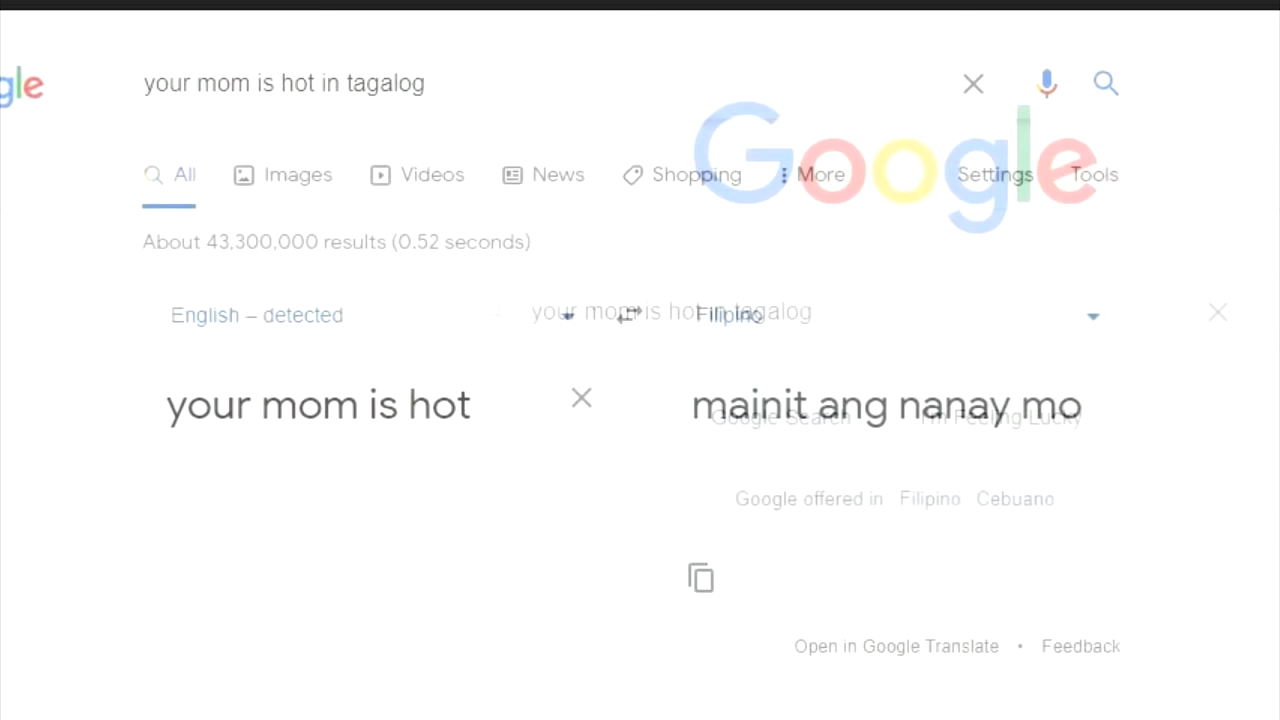 gle
your mom is hot in tagalog
Google
All Images Videos News Shopping More Settings Tools
About 43,300,000 results (0.52 seconds)
your mom is hot in tagalog
English – detected Filipino
your mom is hot mainit ang nanay mo
Google Search I'm Feeling Lucky
Google offered in Filipino Cebuano
Open in Google Translate • Feedback